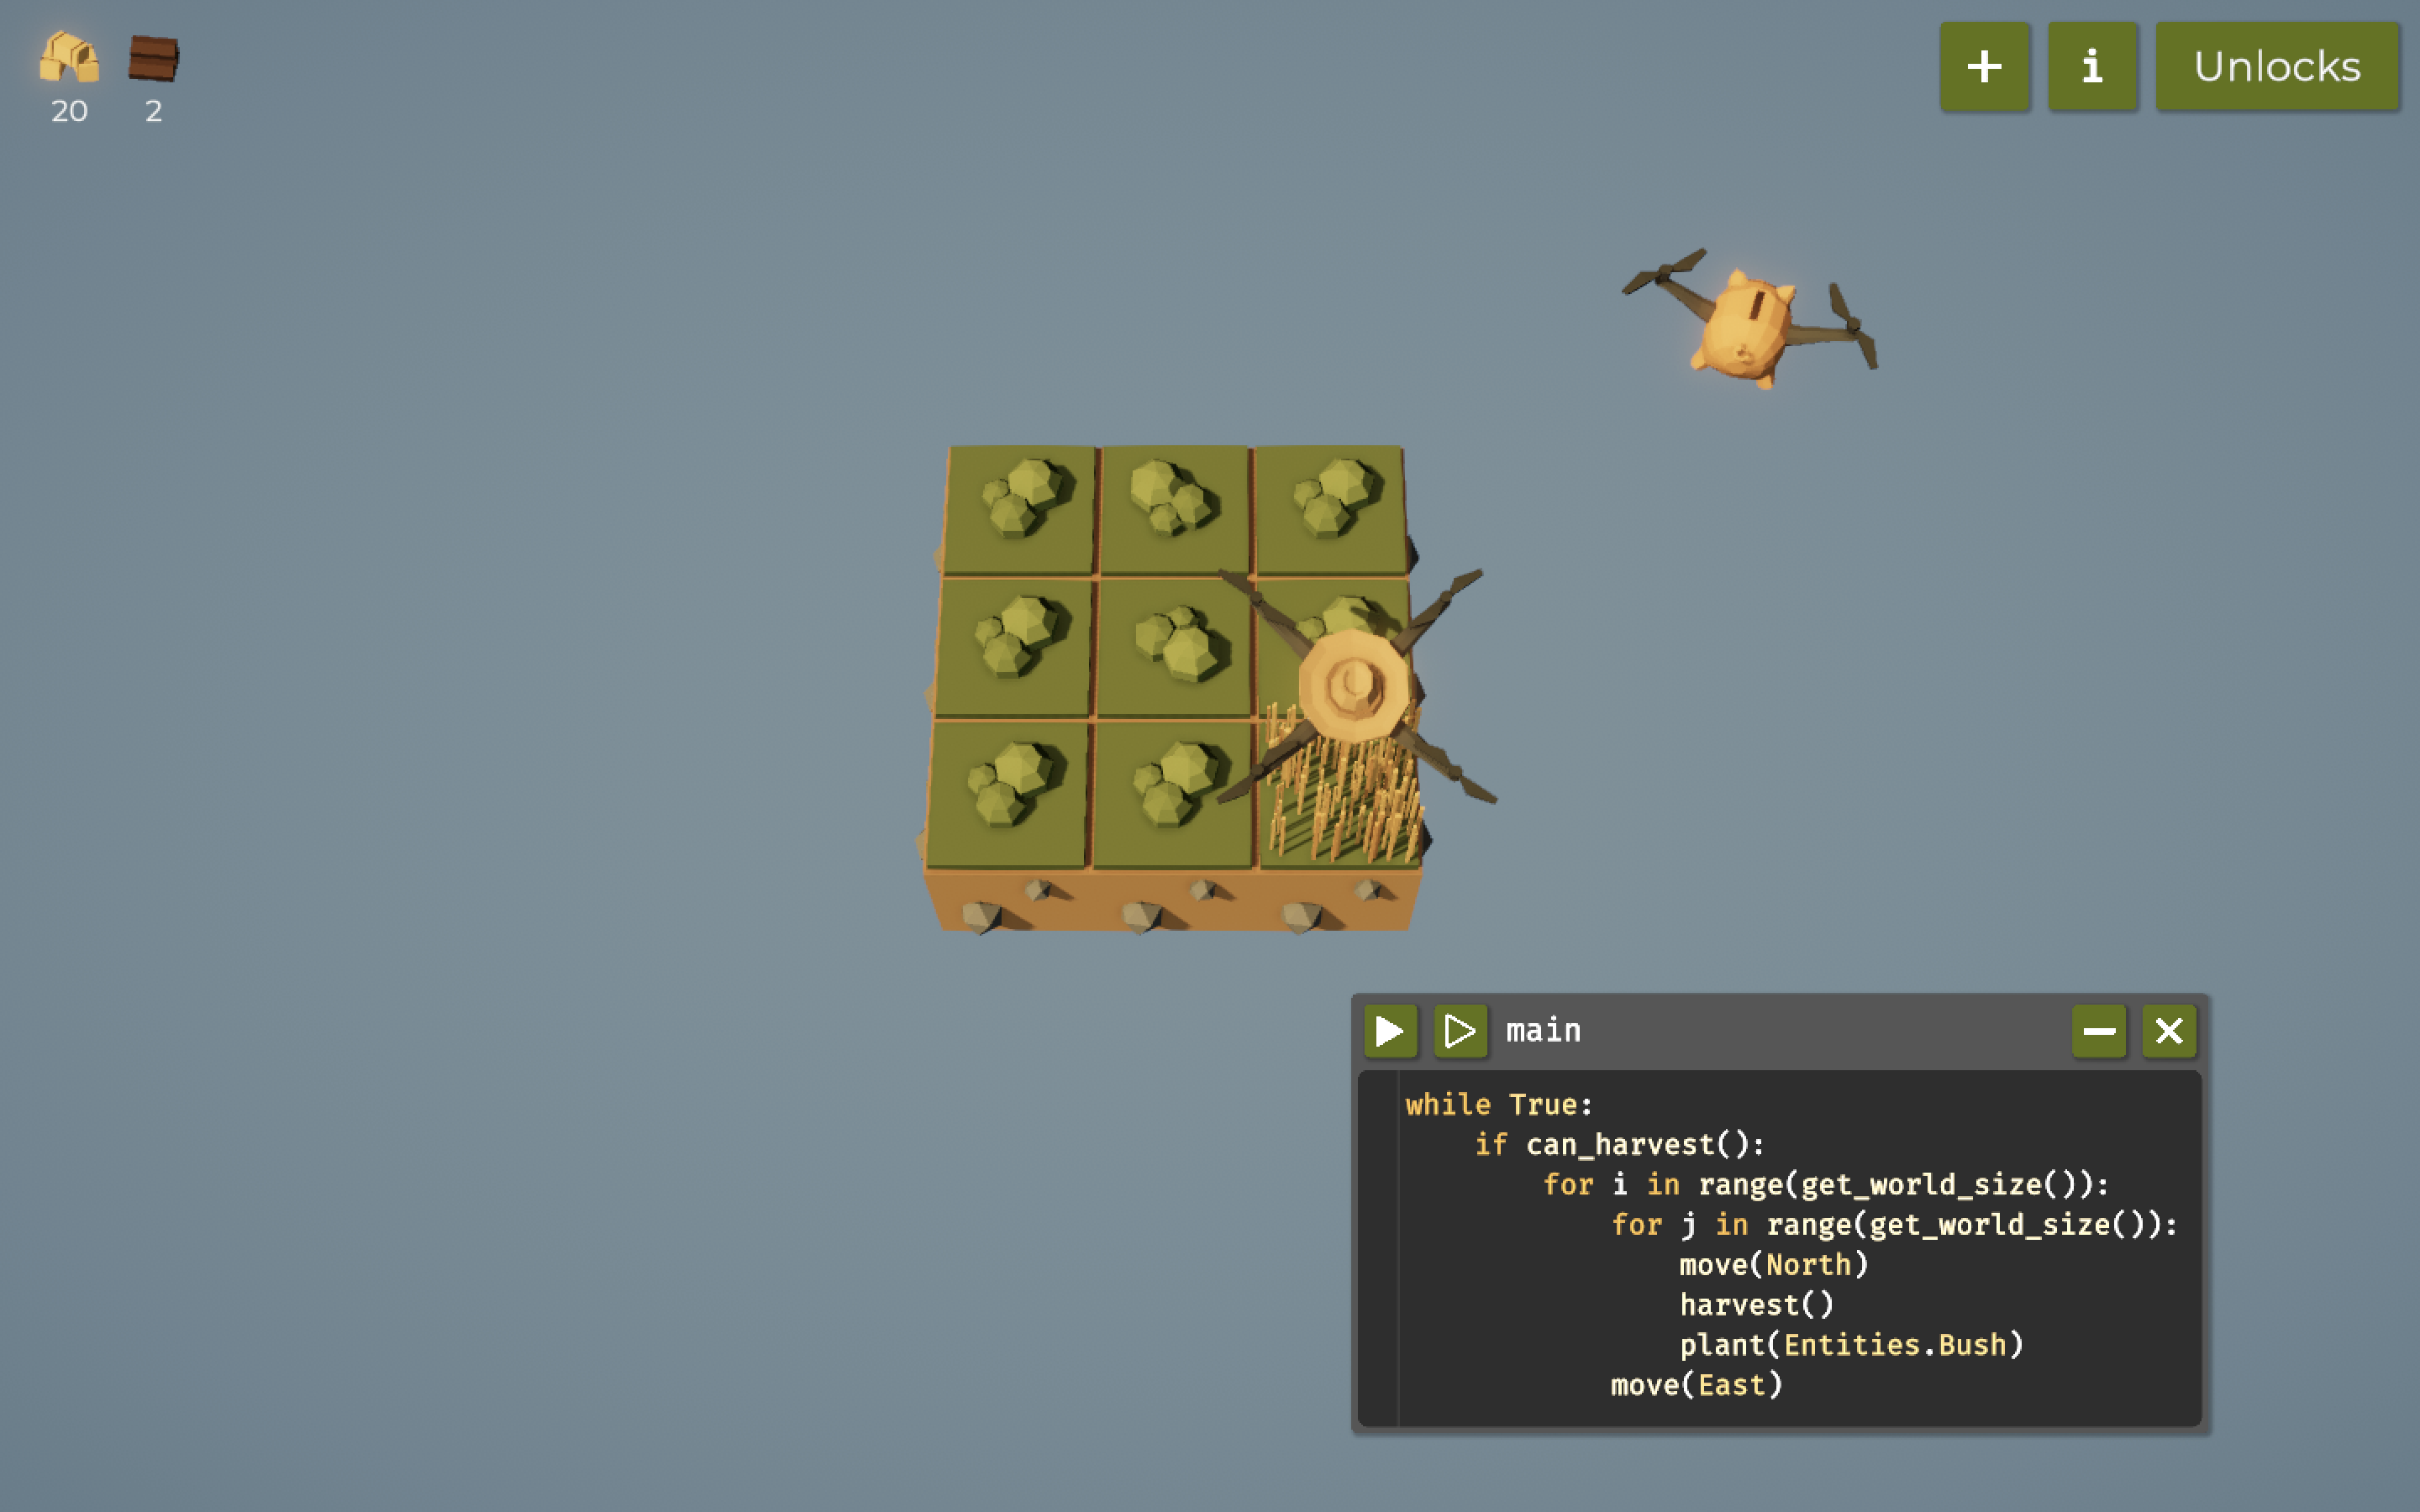 20 2
+ i Unlocks
main
while True:
    if can_harvest():
        for i in range(get_world_size()):
            for j in range(get_world_size()):
                move(North)
                harvest()
                plant(Entities.Bush)
            move(East)